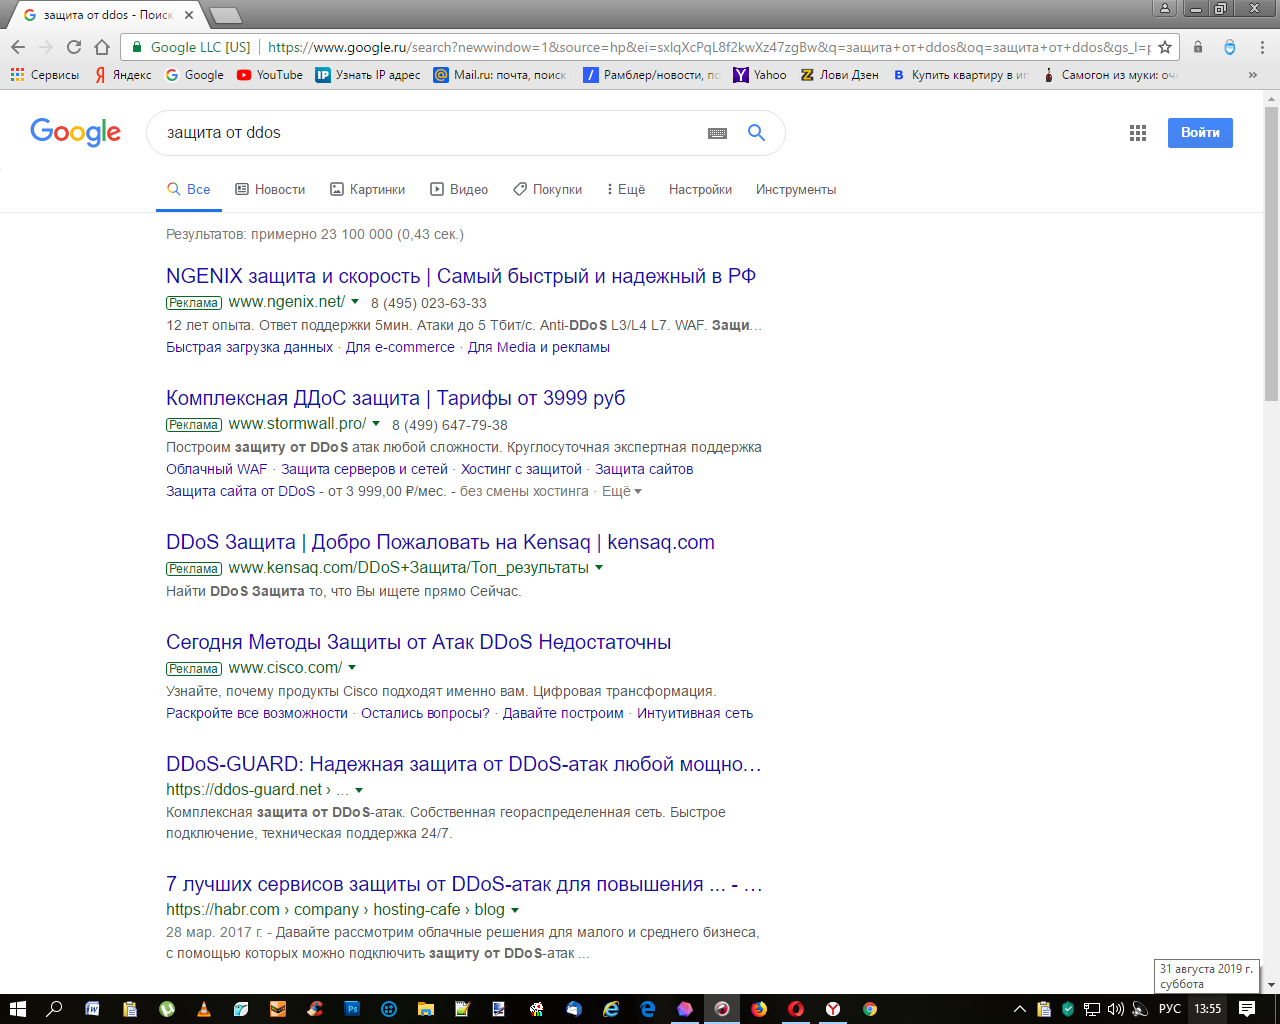 защита от ddos - Поиск
Google LLC [US] https://www.google.ru/search?newwindow=1&source=hp&ei=sxlqXcPqL8f2kwXz47zgBw&q=защита+от+ddos&oq=защита+от+ddos&gs_l=p
Сервисы Яндекс Google YouTube Узнать IP адрес Mail.ru: почта, поиск Рамблер/новости, по Yahoo Лови Дзен Купить квартиру в Самогон из муки: оче
Google защита от ddos Войти
Все Новости Картинки Видео Покупки Ещё Настройки Инструменты
Результатов: примерно 23 100 000 (0,43 сек.)
NGENIX защита и скорость | Самый быстрый и надежный в РФ
Реклама www.ngenix.net/ 8 (495) 023-63-33
12 лет опыта. Ответ поддержки 5мин. Атаки до 5 Тбит/с. Anti-DDoS L3/L4 L7. WAF. Защи...
Быстрая загрузка данных · Для e-commerce · Для Media и рекламы
Комплексная ДДоС защита | Тарифы от 3999 руб
Реклама www.stormwall.pro/ 8 (499) 647-79-38
Построим защиту от DDoS атак любой сложности. Круглосуточная экспертная поддержка
Облачный WAF · Защита серверов и сетей · Хостинг с защитой · Защита сайтов
Защита сайта от DDoS - от 3 999,00 ₽/мес. - без смены хостинга · Ещё
DDoS Защита | Добро Пожаловать на Kensaq | kensaq.com
Реклама www.kensaq.com/DDoS+Защита/Топ_результаты
Найти DDoS Защита то, что Вы ищете прямо Сейчас.
Сегодня Методы Защиты от Атак DDoS Недостаточны
Реклама www.cisco.com/
Узнайте, почему продукты Cisco подходят именно вам. Цифровая трансформация.
Раскройте все возможности · Остались вопросы? · Давайте построим · Интуитивная сеть
DDoS-GUARD: Надежная защита от DDoS-атак любой мощно...
https://ddos-guard.net › ...
Комплексная защита от DDoS-атак. Собственная геораспределенная сеть. Быстрое
подключение, техническая поддержка 24/7.
7 лучших сервисов защиты от DDoS-атак для повышения ... - ...
https://habr.com › company › hosting-cafe › blog
28 мар. 2017 г. - Давайте рассмотрим облачные решения для малого и среднего бизнеса,
с помощью которых можно подключить защиту от DDoS-атак ...
31 августа 2019 г.
суббота
РУС 13:55